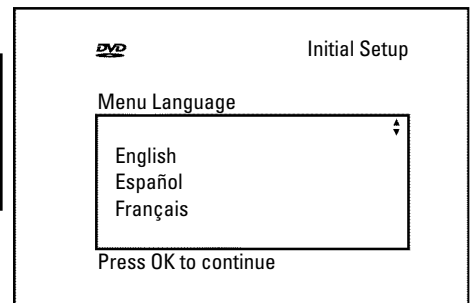 DVD
Initial Setup
Menu Language
English
Español
Français
Press OK to continue